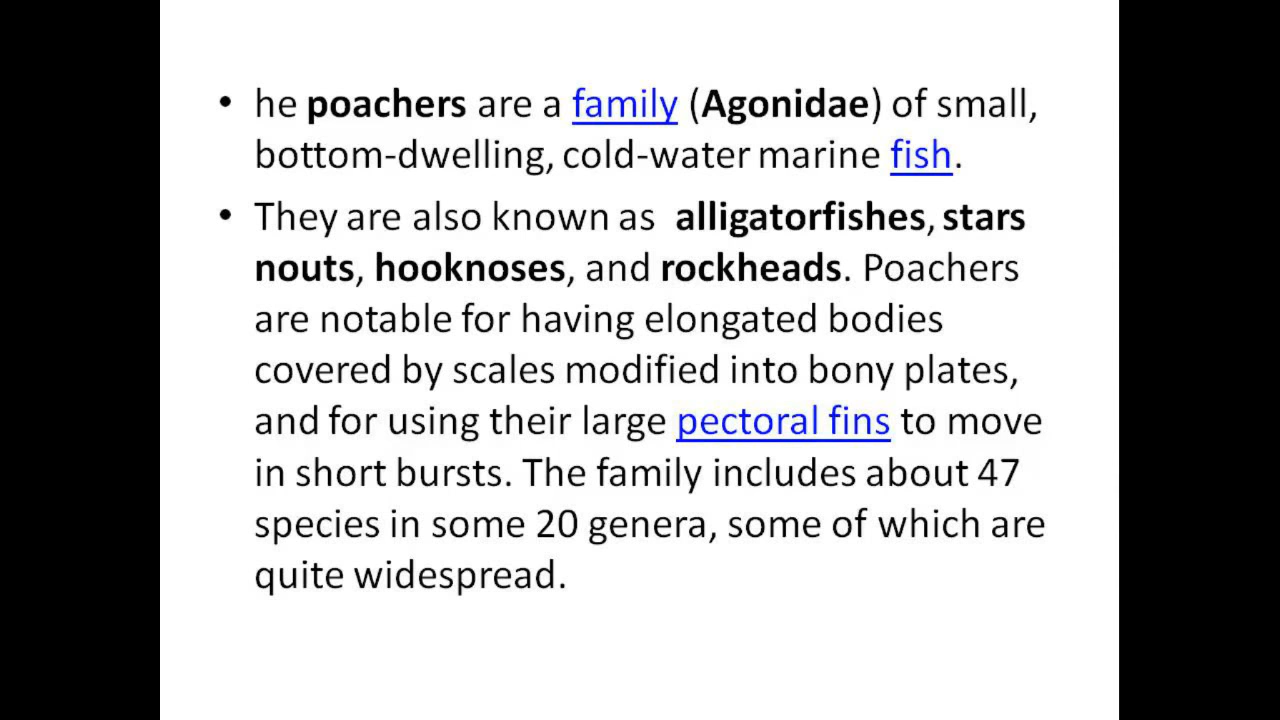 • he poachers are a family (Agonidae) of small,
bottom-dwelling, cold-water marine fish.
• They are also known as alligatorfishes, stars
nouts, hooknoses, and rockheads. Poachers
are notable for having elongated bodies
covered by scales modified into bony plates,
and for using their large pectoral fins to move
in short bursts. The family includes about 47
species in some 20 genera, some of which are
quite widespread.